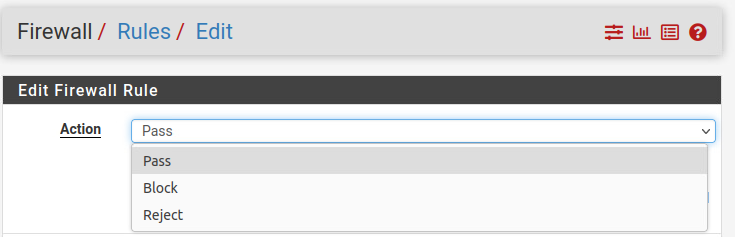 Firewall / Rules / Edit
Edit Firewall Rule
Action Pass
Pass
Block
Reject